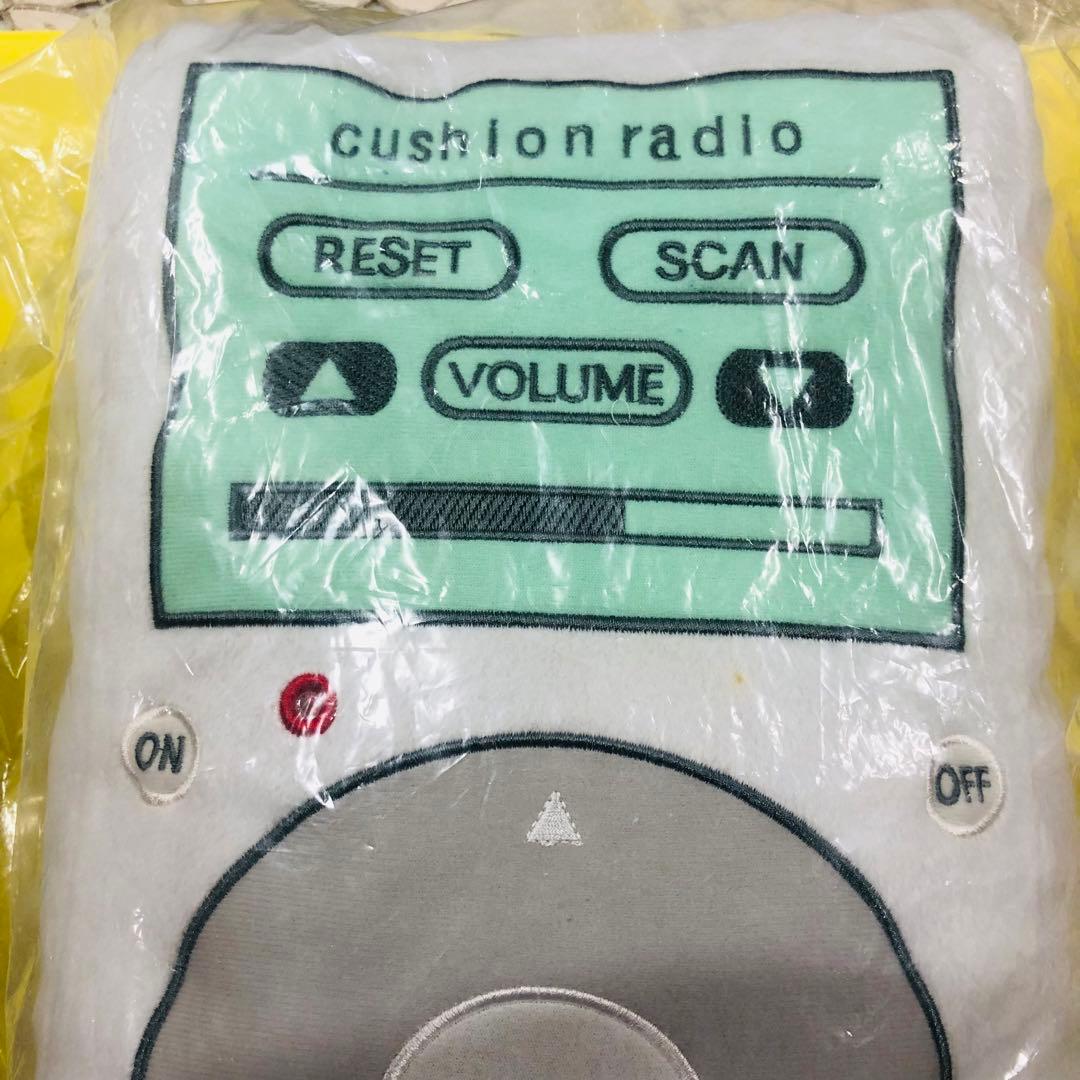 cushion radio
RESET SCAN
VOLUME
ON OFF